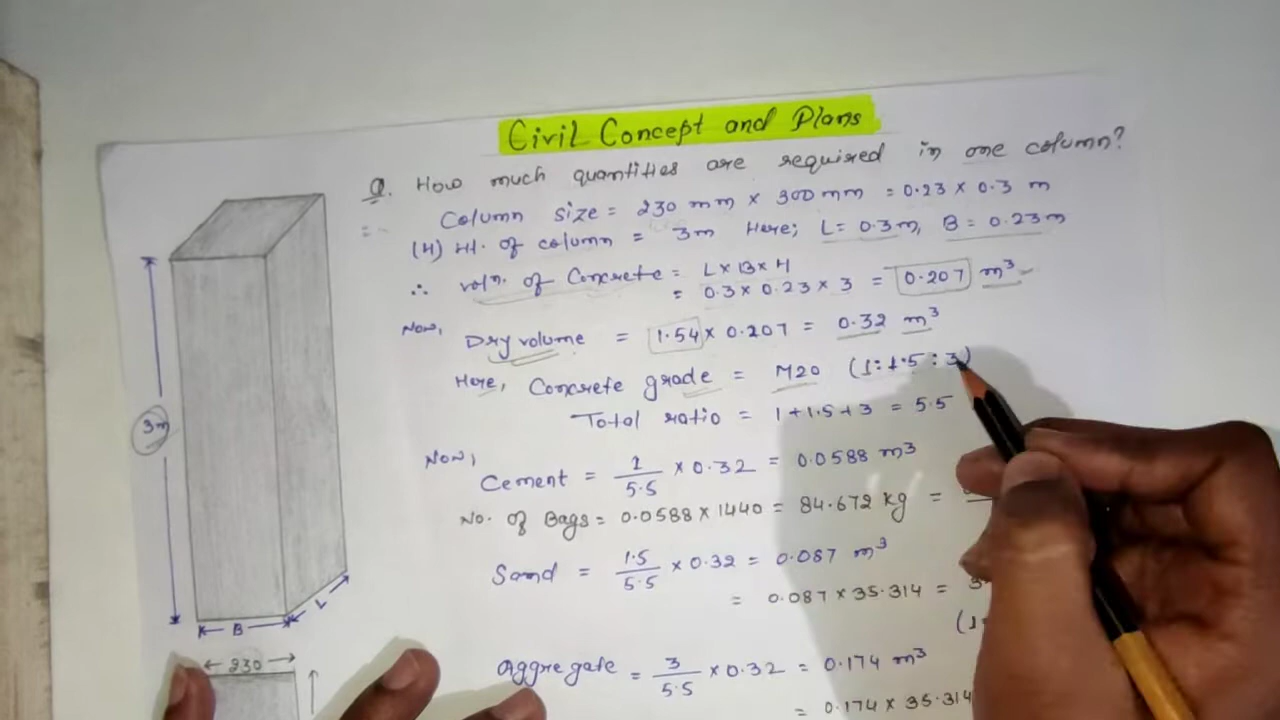 Civil Concept and Plans
Q. How much quantities are required in one column?
Column size = 230 mm × 300 mm = 0.23 × 0.3 m
(H) Ht. of column = 3m Here; L = 0.3m, B = 0.23m
∴ voln. of Concrete = L×B×H
= 0.3 × 0.23 × 3 = 0.207 m³
Now, Dry volume = 1.54 × 0.207 = 0.32 m³
Here, Concrete grade = M20 (1:1.5:3)
Total ratio = 1+1.5+3 = 5.5
Now,
Cement = 1/5.5 × 0.32 = 0.0588 m³
No. of Bags = 0.0588 × 1440 = 84.672 kg =
Sand = 1.5/5.5 × 0.32 = 0.087 m³
= 0.087 × 35.314 =
Aggregate = 3/5.5 × 0.32 = 0.174 m³
= 0.174 × 35.314
3m
B
L
230